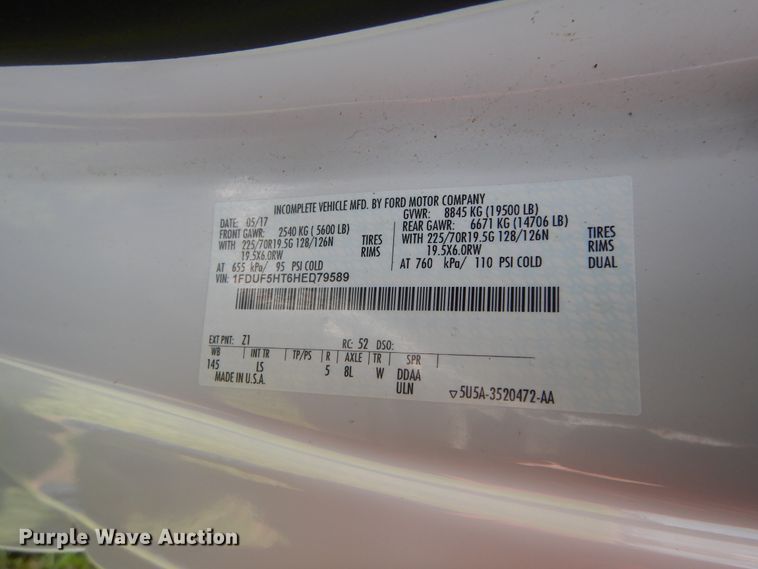 INCOMPLETE VEHICLE MFD. BY FORD MOTOR COMPANY
DATE: 05/17 GVWR: 8845 KG (19500 LB)
FRONT GAWR: 2540 KG ( 5600 LB) REAR GAWR: 6671 KG (14706 LB)
WITH 225/70R19.5G 128/126N TIRES WITH 225/70R19.5G 128/126N TIRES
19.5X6.0RW RIMS 19.5X6.0RW RIMS
AT 655 kPa/ 95 PSI COLD AT 760 kPa/ 110 PSI COLD DUAL
VIN: 1FDUF5HT6HED79589
EXT PNT: Z1 RC: 52 DSO:
WB INT TR TP/PS R AXLE TR SPR
145 LS 5 8L W DDAA
MADE IN U.S.A. ULN
▽5U5A-3520472-AA
Purple Wave Auction